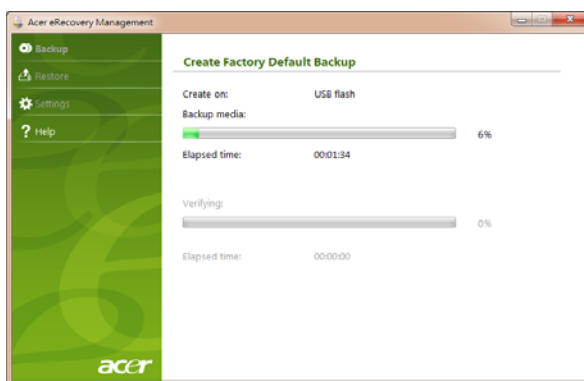 Acer eRecovery Management
Backup
Restore
Settings
? Help
Create Factory Default Backup
Create on: USB flash
Backup media:
6%
Elapsed time: 00:01:34
Verifying:
0%
Elapsed time: 00:00:00
acer